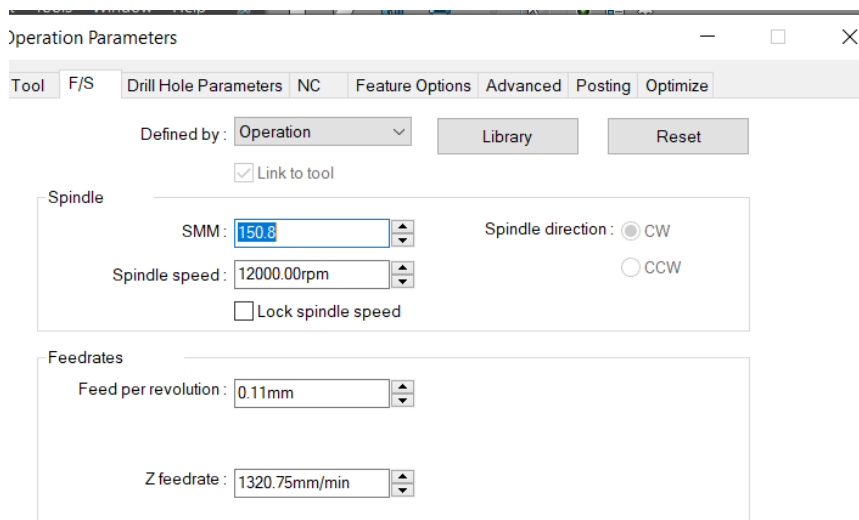 Operation Parameters
Tool F/S Drill Hole Parameters NC Feature Options Advanced Posting Optimize
Defined by : Operation Library Reset
Link to tool
Spindle
SMM : 150.8 Spindle direction : CW
Spindle speed : 12000.00rpm CCW
Lock spindle speed
Feedrates
Feed per revolution : 0.11mm
Z feedrate : 1320.75mm/min